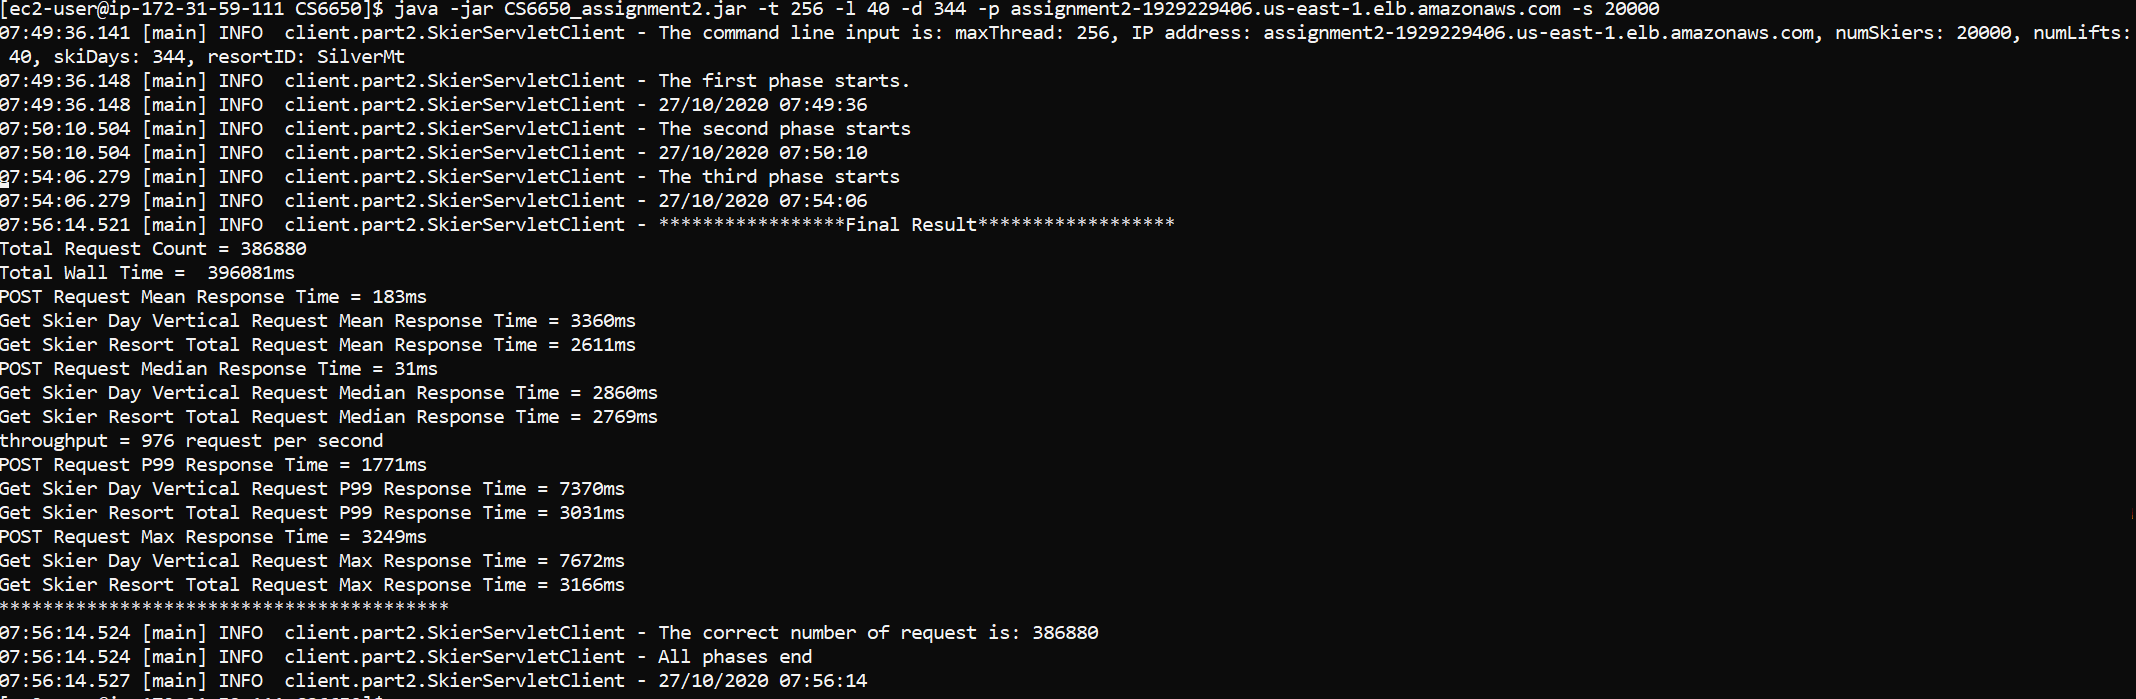 [ec2-user@ip-172-31-59-111 CS6650]$ java -jar CS6650_assignment2.jar -t 256 -l 40 -d 344 -p assignment2-1929229406.us-east-1.elb.amazonaws.com -s 20000
07:49:36.141 [main] INFO  client.part2.SkierServletClient - The command line input is: maxThread: 256, IP address: assignment2-1929229406.us-east-1.elb.amazonaws.com, numSkiers: 20000, numLifts:
 40, skiDays: 344, resortID: SilverMt
07:49:36.148 [main] INFO  client.part2.SkierServletClient - The first phase starts.
07:49:36.148 [main] INFO  client.part2.SkierServletClient - 27/10/2020 07:49:36
07:50:10.504 [main] INFO  client.part2.SkierServletClient - The second phase starts
07:50:10.504 [main] INFO  client.part2.SkierServletClient - 27/10/2020 07:50:10
07:54:06.279 [main] INFO  client.part2.SkierServletClient - The third phase starts
07:54:06.279 [main] INFO  client.part2.SkierServletClient - 27/10/2020 07:54:06
07:56:14.521 [main] INFO  client.part2.SkierServletClient - *****************Final Result******************
Total Request Count = 386880
Total Wall Time =  396081ms
POST Request Mean Response Time = 183ms
Get Skier Day Vertical Request Mean Response Time = 3360ms
Get Skier Resort Total Request Mean Response Time = 2611ms
POST Request Median Response Time = 31ms
Get Skier Day Vertical Request Median Response Time = 2860ms
Get Skier Resort Total Request Median Response Time = 2769ms
throughput = 976 request per second
POST Request P99 Response Time = 1771ms
Get Skier Day Vertical Request P99 Response Time = 7370ms
Get Skier Resort Total Request P99 Response Time = 3031ms
POST Request Max Response Time = 3249ms
Get Skier Day Vertical Request Max Response Time = 7672ms
Get Skier Resort Total Request Max Response Time = 3166ms
*****************************************
07:56:14.524 [main] INFO  client.part2.SkierServletClient - The correct number of request is: 386880
07:56:14.524 [main] INFO  client.part2.SkierServletClient - All phases end
07:56:14.527 [main] INFO  client.part2.SkierServletClient - 27/10/2020 07:56:14